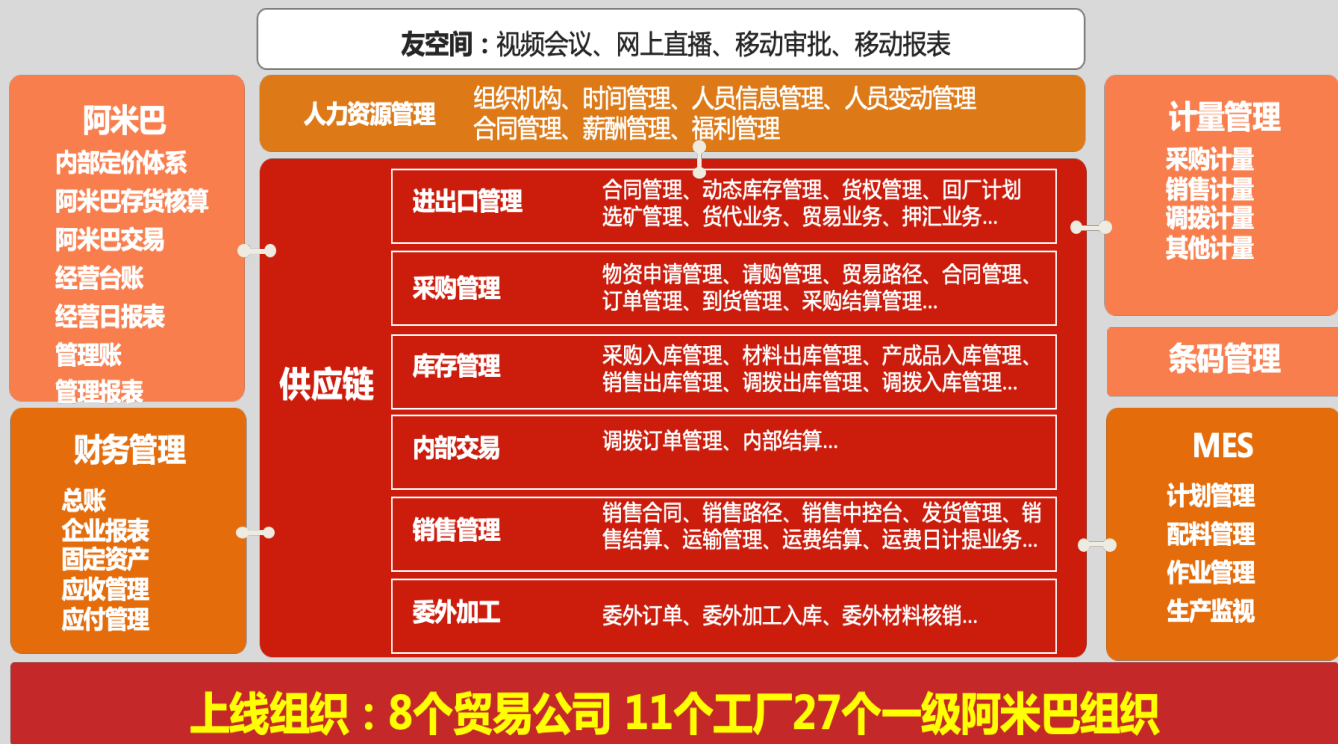 友空间：视频会议、网上直播、移动审批、移动报表
人力资源管理
组织机构、时间管理、人员信息管理、人员变动管理
合同管理、薪酬管理、福利管理
阿米巴
内部定价体系
阿米巴存货核算
阿米巴交易
经营台账
经营日报表
管理账
管理报表
财务管理
总账
企业报表
固定资产
应收管理
应付管理
供应链
进出口管理
合同管理、动态库存管理、货权管理、回厂计划
选矿管理、货代业务、贸易业务、押汇业务...
采购管理
物资申请管理、请购管理、贸易路径、合同管理、
订单管理、到货管理、采购结算管理...
库存管理
采购入库管理、材料出库管理、产成品入库管理、
销售出库管理、调拨出库管理、调拨入库管理...
内部交易
调拨订单管理、内部结算...
销售管理
销售合同、销售路径、销售中控台、发货管理、销
售结算、运输管理、运费结算、运费日计提业务...
委外加工
委外订单、委外加工入库、委外材料核销...
计量管理
采购计量
销售计量
调拨计量
其他计量
条码管理
MES
计划管理
配料管理
作业管理
生产监视
上线组织：8个贸易公司 11个工厂27个一级阿米巴组织